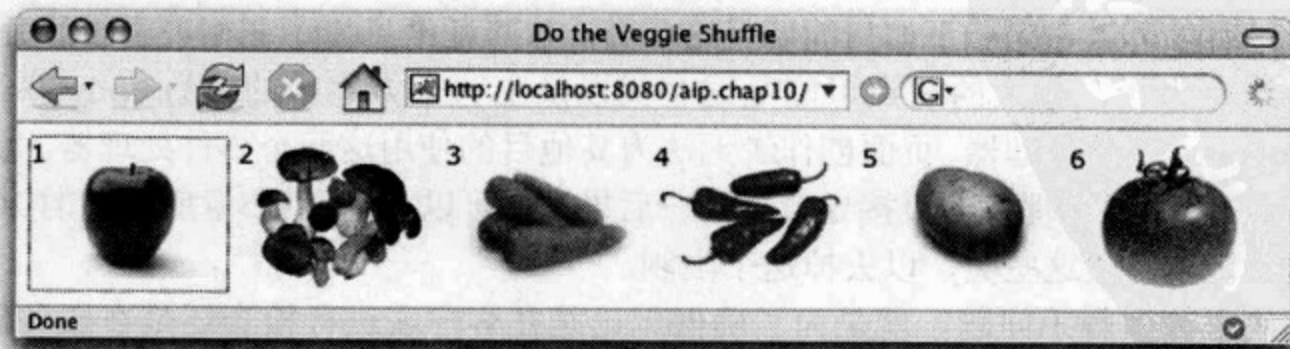 Do the Veggie Shuffle
http://localhost:8080/aip.chap10/
G
1 2 3 4 5 6
Done